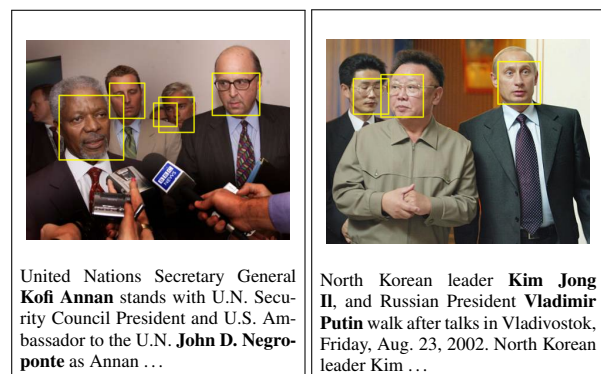 United Nations Secretary General
Kofi Annan stands with U.N. Secu-
rity Council President and U.S. Am-
bassador to the U.N. John D. Negro-
ponte as Annan ...
North Korean leader Kim Jong
Il, and Russian President Vladimir
Putin walk after talks in Vladivostok,
Friday, Aug. 23, 2002. North Korean
leader Kim ...